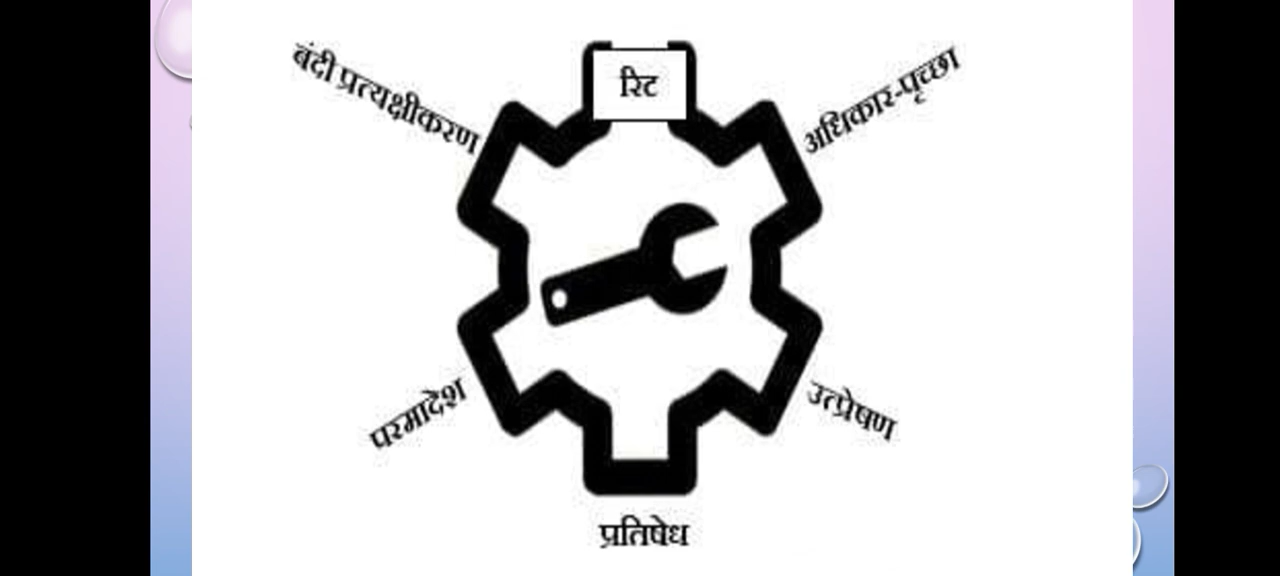 रिट
बंदी प्रत्यक्षीकरण
अधिकार-पृच्छा
परमादेश
उत्प्रेषण
प्रतिषेध